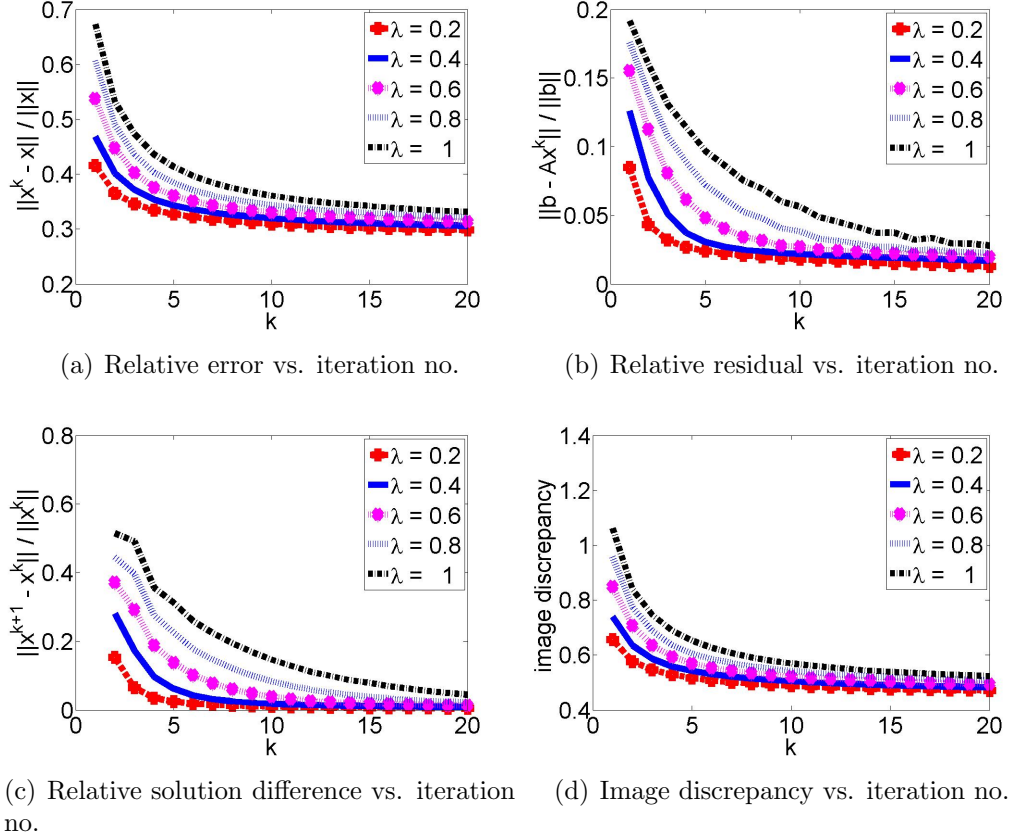 0.7
0.6
0.5
0.4
0.3
0.2
0
5
10
15
20
k
||x^k - x|| / ||x||
λ = 0.2
λ = 0.4
λ = 0.6
λ = 0.8
λ = 1
(a) Relative error vs. iteration no.
0.2
0.15
0.1
0.05
0
0
5
10
15
20
k
||b - Ax^k|| / ||b||
λ = 0.2
λ = 0.4
λ = 0.6
λ = 0.8
λ = 1
(b) Relative residual vs. iteration no.
0.8
0.6
0.4
0.2
0
0
5
10
15
20
k
||x^{k+1} - x^k|| / ||x^k||
λ = 0.2
λ = 0.4
λ = 0.6
λ = 0.8
λ = 1
(c) Relative solution difference vs. iteration
no.
1.4
1.2
1
0.8
0.6
0.4
0
5
10
15
20
k
image discrepancy
λ = 0.2
λ = 0.4
λ = 0.6
λ = 0.8
λ = 1
(d) Image discrepancy vs. iteration no.